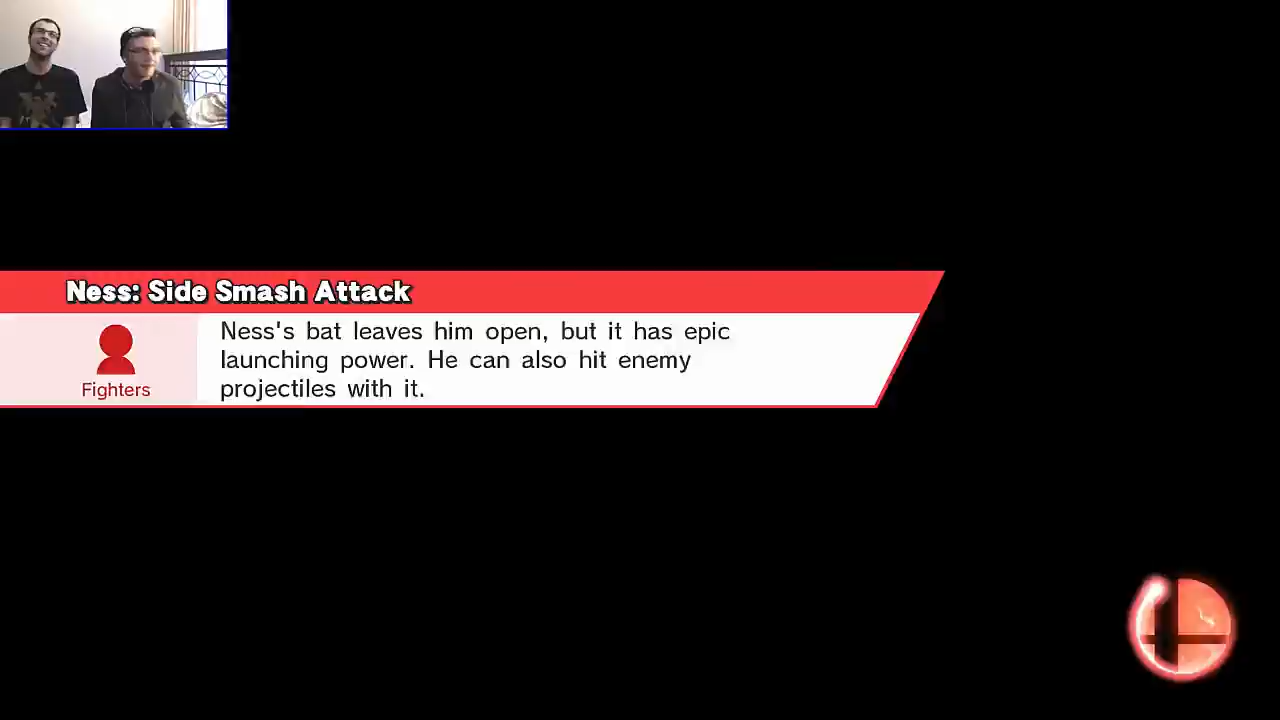 Ness: Side Smash Attack
Ness's bat leaves him open, but it has epic
launching power. He can also hit enemy
projectiles with it.
Fighters